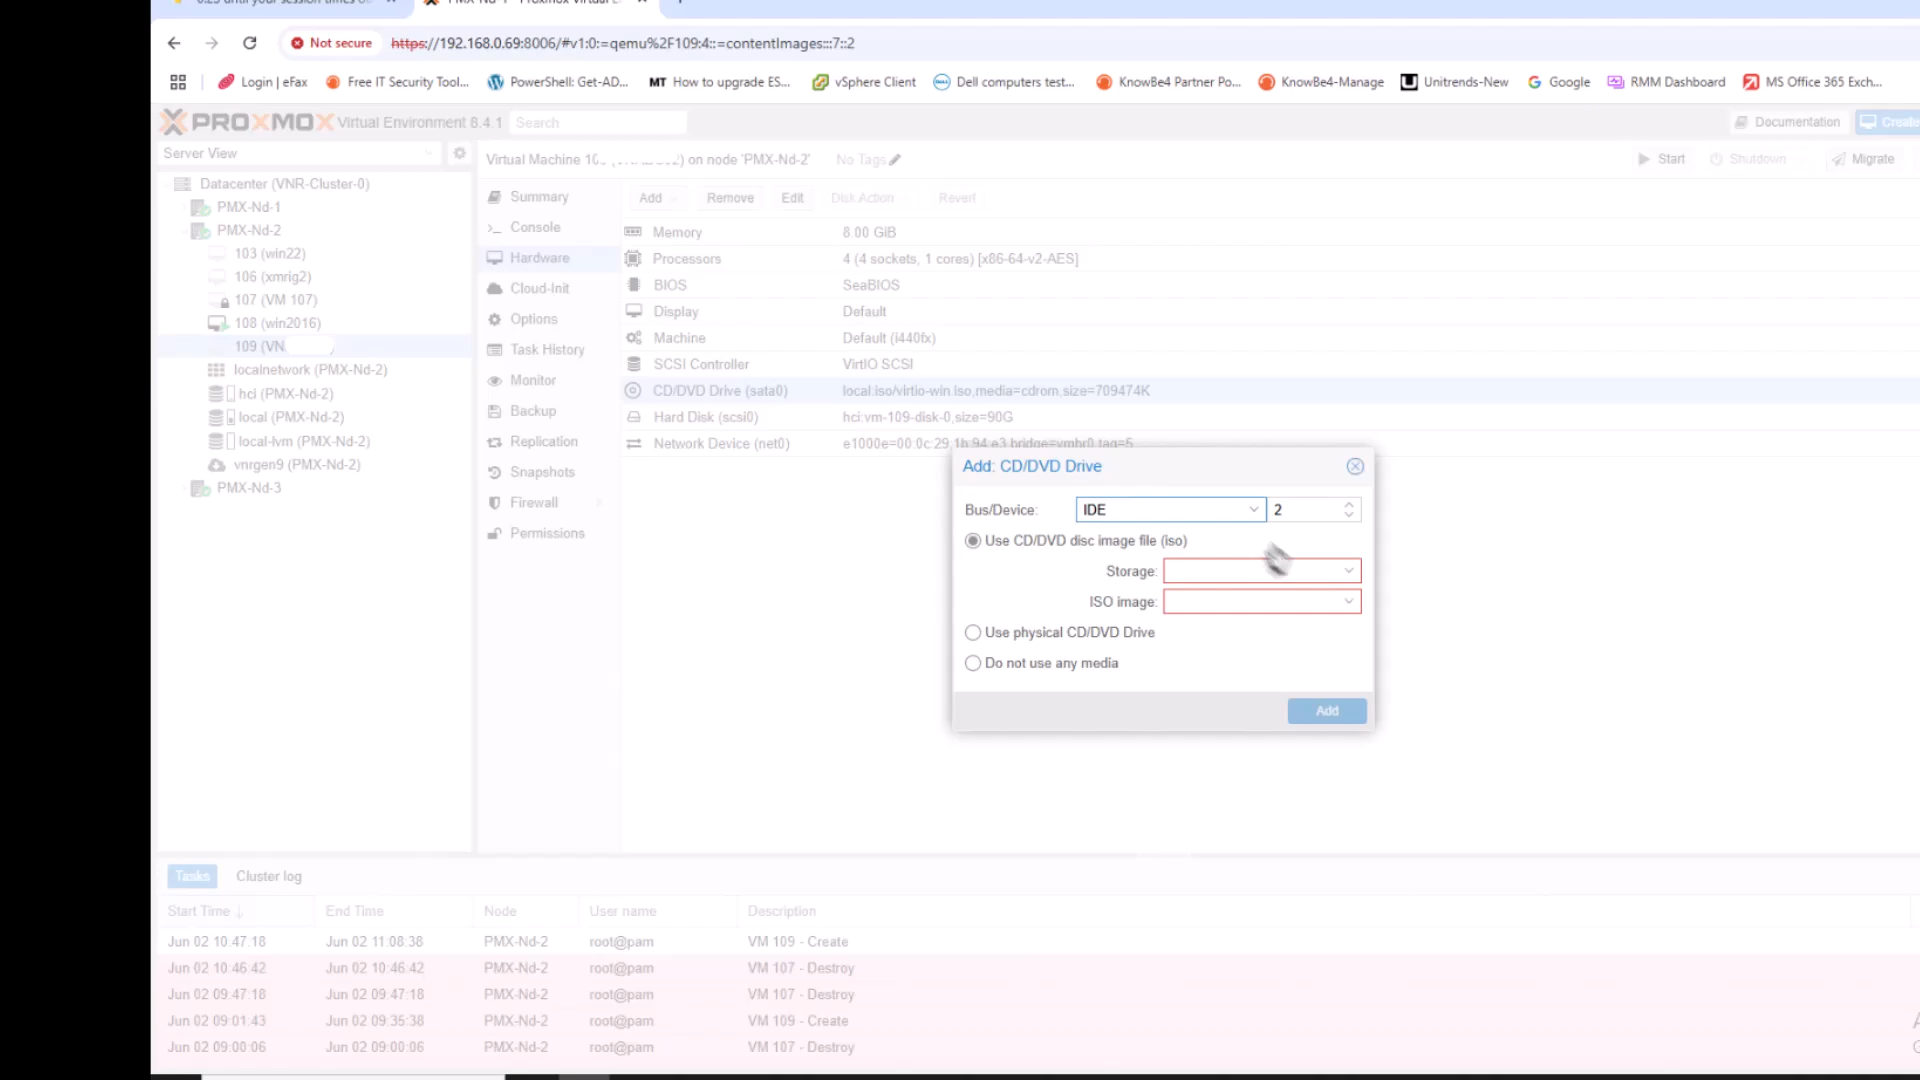 Not secure https://192.168.0.69:8006/#v1:0:=qemu%2F109:4::=contentImages:::7::2
Login | eFax Free IT Security Tool... PowerShell: Get-AD... MT How to upgrade ES... vSphere Client Dell computers test... KnowBe4 Partner Po... KnowBe4-Manage Unitrends-New Google RMM Dashboard MS Office 365 Exch...
PROXMOX Virtual Environment 8.4.1 Search Documentation Create
Server View Virtual Machine on node 'PMX-Nd-2' No Tags Start Shutdown Migrate
Datacenter (VNR-Cluster-0)
PMX-Nd-1
PMX-Nd-2
103 (win22)
106 (xmrig2)
107 (VM 107)
108 (win2016)
109 (VN
localnetwork (PMX-Nd-2)
hci (PMX-Nd-2)
local (PMX-Nd-2)
local-lvm (PMX-Nd-2)
vnrgen9 (PMX-Nd-2)
PMX-Nd-3
Summary
Console
Hardware
Cloud-Init
Options
Task History
Monitor
Backup
Replication
Snapshots
Firewall
Permissions
Add Remove Edit Disk Action Revert
Memory 8.00 GiB
Processors 4 (4 sockets, 1 cores) [x86-64-v2-AES]
BIOS SeaBIOS
Display Default
Machine Default (i440fx)
SCSI Controller VirtIO SCSI
CD/DVD Drive (sata0) local:iso/virtio-win.iso,media=cdrom,size=709474K
Hard Disk (scsi0) hci:vm-109-disk-0,size=90G
Network Device (net0) e1000e=00:0c:29:1b:94:e3,bridge=vmbr0,tag=5
Add: CD/DVD Drive
Bus/Device: IDE 2
Use CD/DVD disc image file (iso)
Storage:
ISO image:
Use physical CD/DVD Drive
Do not use any media
Add
Tasks Cluster log
Start Time End Time Node User name Description
Jun 02 10:47:18 Jun 02 11:08:38 PMX-Nd-2 root@pam VM 109 - Create
Jun 02 10:46:42 Jun 02 10:46:42 PMX-Nd-2 root@pam VM 107 - Destroy
Jun 02 09:47:18 Jun 02 09:47:18 PMX-Nd-2 root@pam VM 107 - Destroy
Jun 02 09:01:43 Jun 02 09:35:38 PMX-Nd-2 root@pam VM 109 - Create
Jun 02 09:00:06 Jun 02 09:00:06 PMX-Nd-2 root@pam VM 107 - Destroy